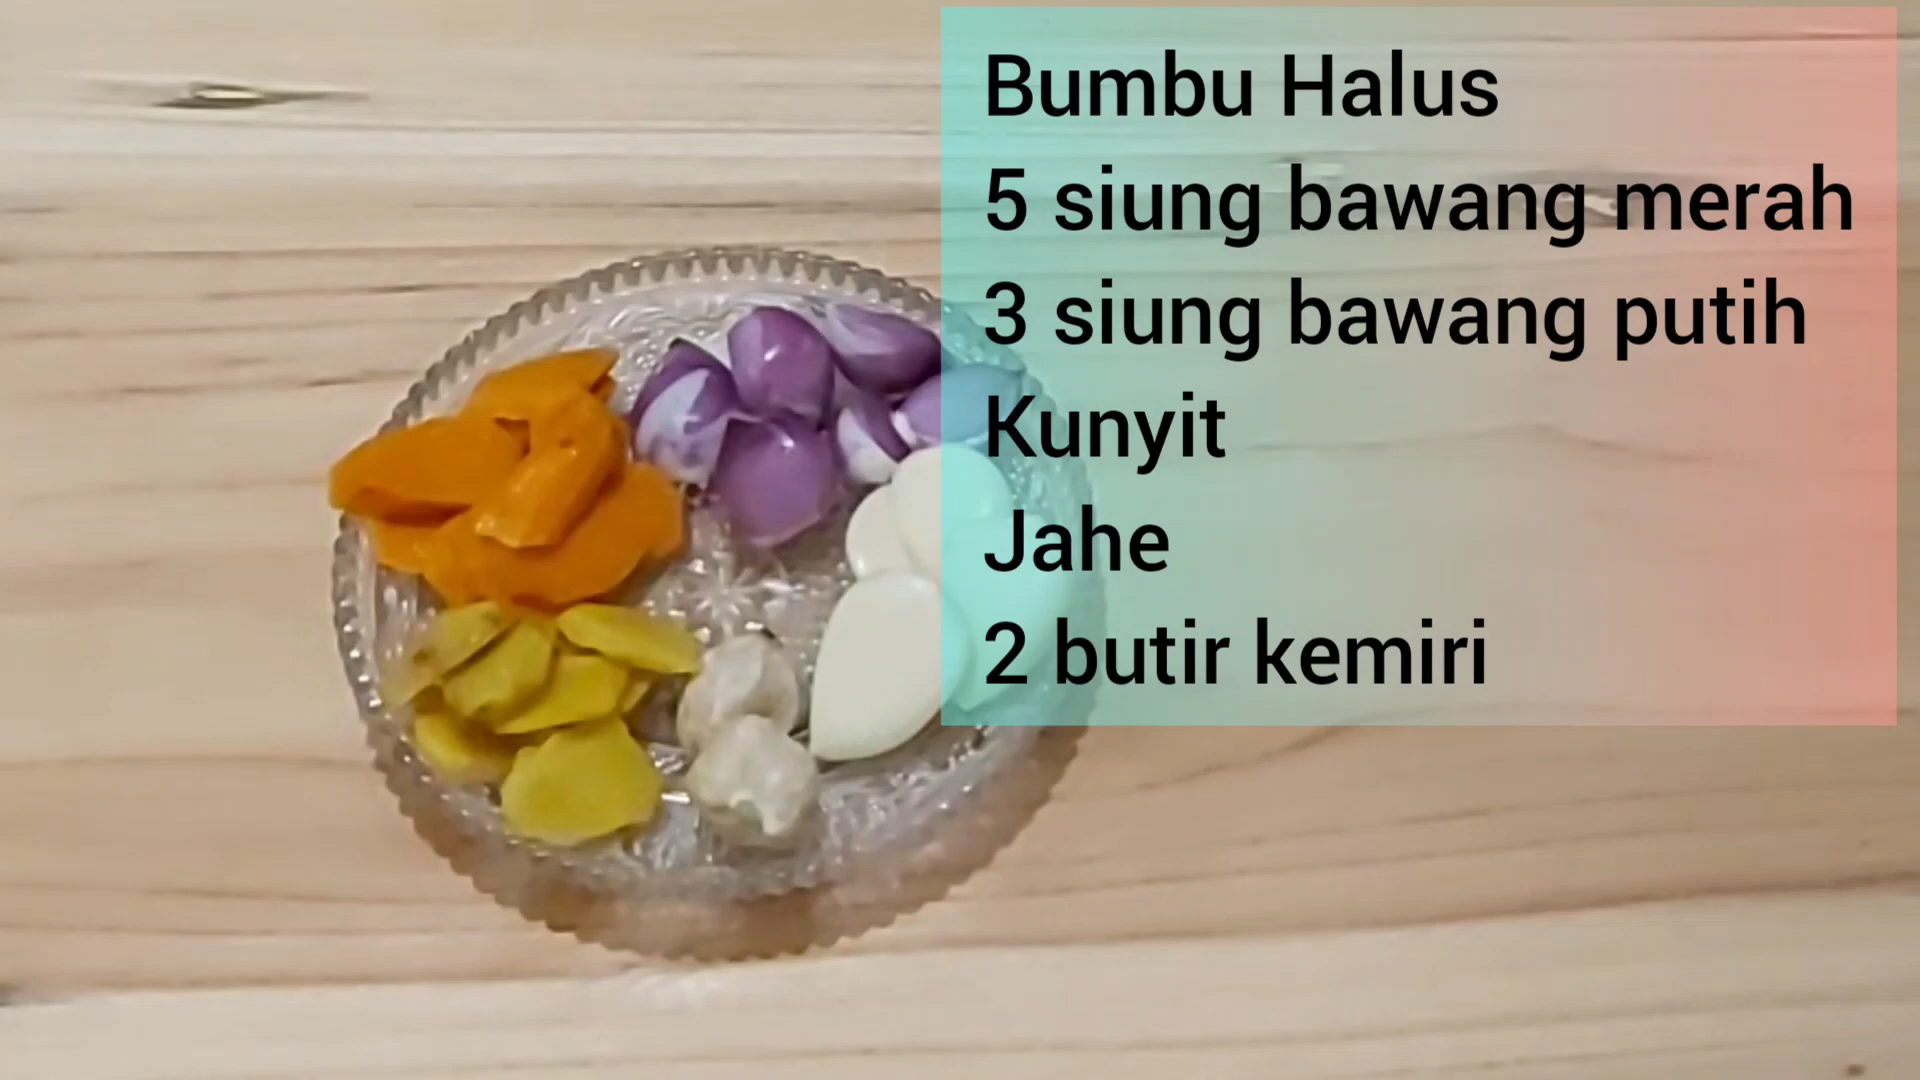 Bumbu Halus
5 siung bawang merah
3 siung bawang putih
Kunyit
Jahe
2 butir kemiri